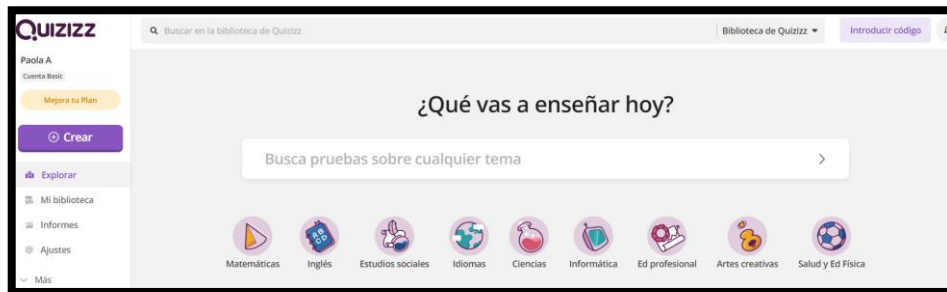 QUIZIZZ
Buscar en la biblioteca de Quizizz
Biblioteca de Quizizz
Introducir código
Paola A
Cuenta Basic
Mejora tu Plan
Crear
Explorar
Mi biblioteca
Informes
Ajustes
Más
¿Qué vas a enseñar hoy?
Busca pruebas sobre cualquier tema
Matemáticas
Inglés
Estudios sociales
Idiomas
Ciencias
Informática
Ed profesional
Artes creativas
Salud y Ed Física